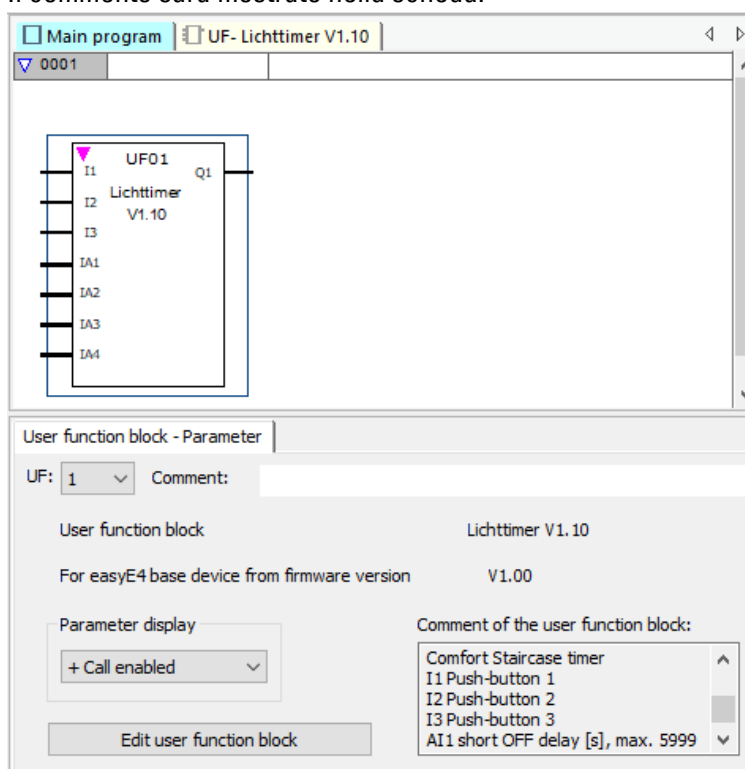 Main program
UF- Lichttimer V1.10
0001
UF01
I1
Q1
Lichttimer
I2
V1.10
I3
IA1
IA2
IA3
IA4
User function block - Parameter
UF: 1 Comment:
User function block Lichttimer V1.10
For easyE4 base device from firmware version V1.00
Parameter display
Comment of the user function block:
+ Call enabled
Comfort Staircase timer
I1 Push-button 1
I2 Push-button 2
I3 Push-button 3
AI1 short OFF delay [s], max. 5999
Edit user function block